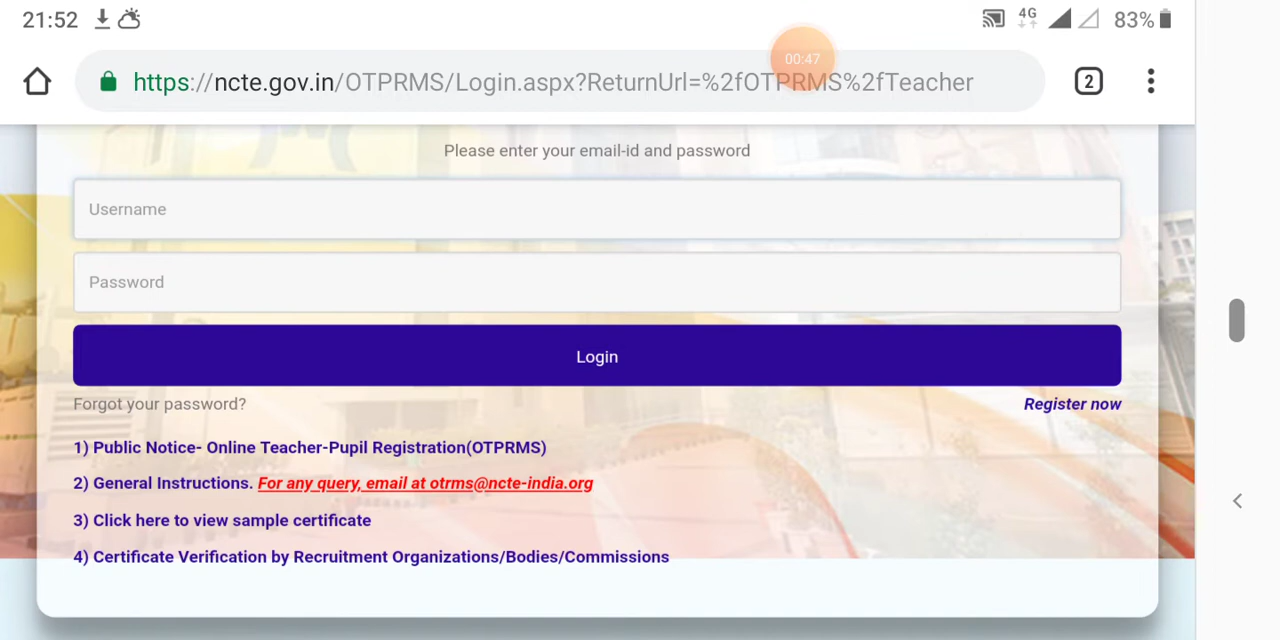 21:52
4G
83%
00:47
https://ncte.gov.in/OTPRMS/Login.aspx?ReturnUrl=%2fOTPRMS%2fTeacher
2
Please enter your email-id and password
Username
Password
Login
Forgot your password?
Register now
1) Public Notice- Online Teacher-Pupil Registration(OTPRMS)
2) General Instructions. For any query, email at otrms@ncte-india.org
3) Click here to view sample certificate
4) Certificate Verification by Recruitment Organizations/Bodies/Commissions